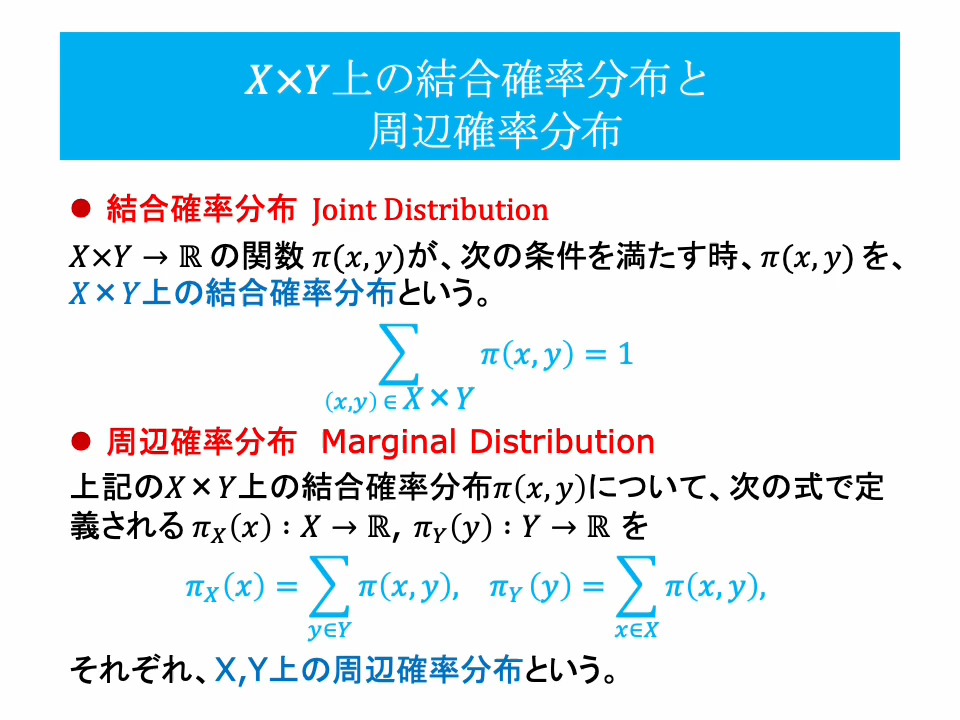 X×Y上の結合確率分布と
周辺確率分布
● 結合確率分布 Joint Distribution
X×Y → ℝ の関数 π(x, y)が、次の条件を満たす時、π(x, y) を、
X×Y上の結合確率分布という。
∑ π(x, y) = 1
(x,y) ∈ X×Y
● 周辺確率分布 Marginal Distribution
上記のX×Y上の結合確率分布π(x, y)について、次の式で定
義される π_X(x) : X → ℝ, π_Y(y) : Y → ℝ を
π_X(x) = ∑_{y∈Y} π(x, y), π_Y(y) = ∑_{x∈X} π(x, y),
それぞれ、X,Y上の周辺確率分布という。